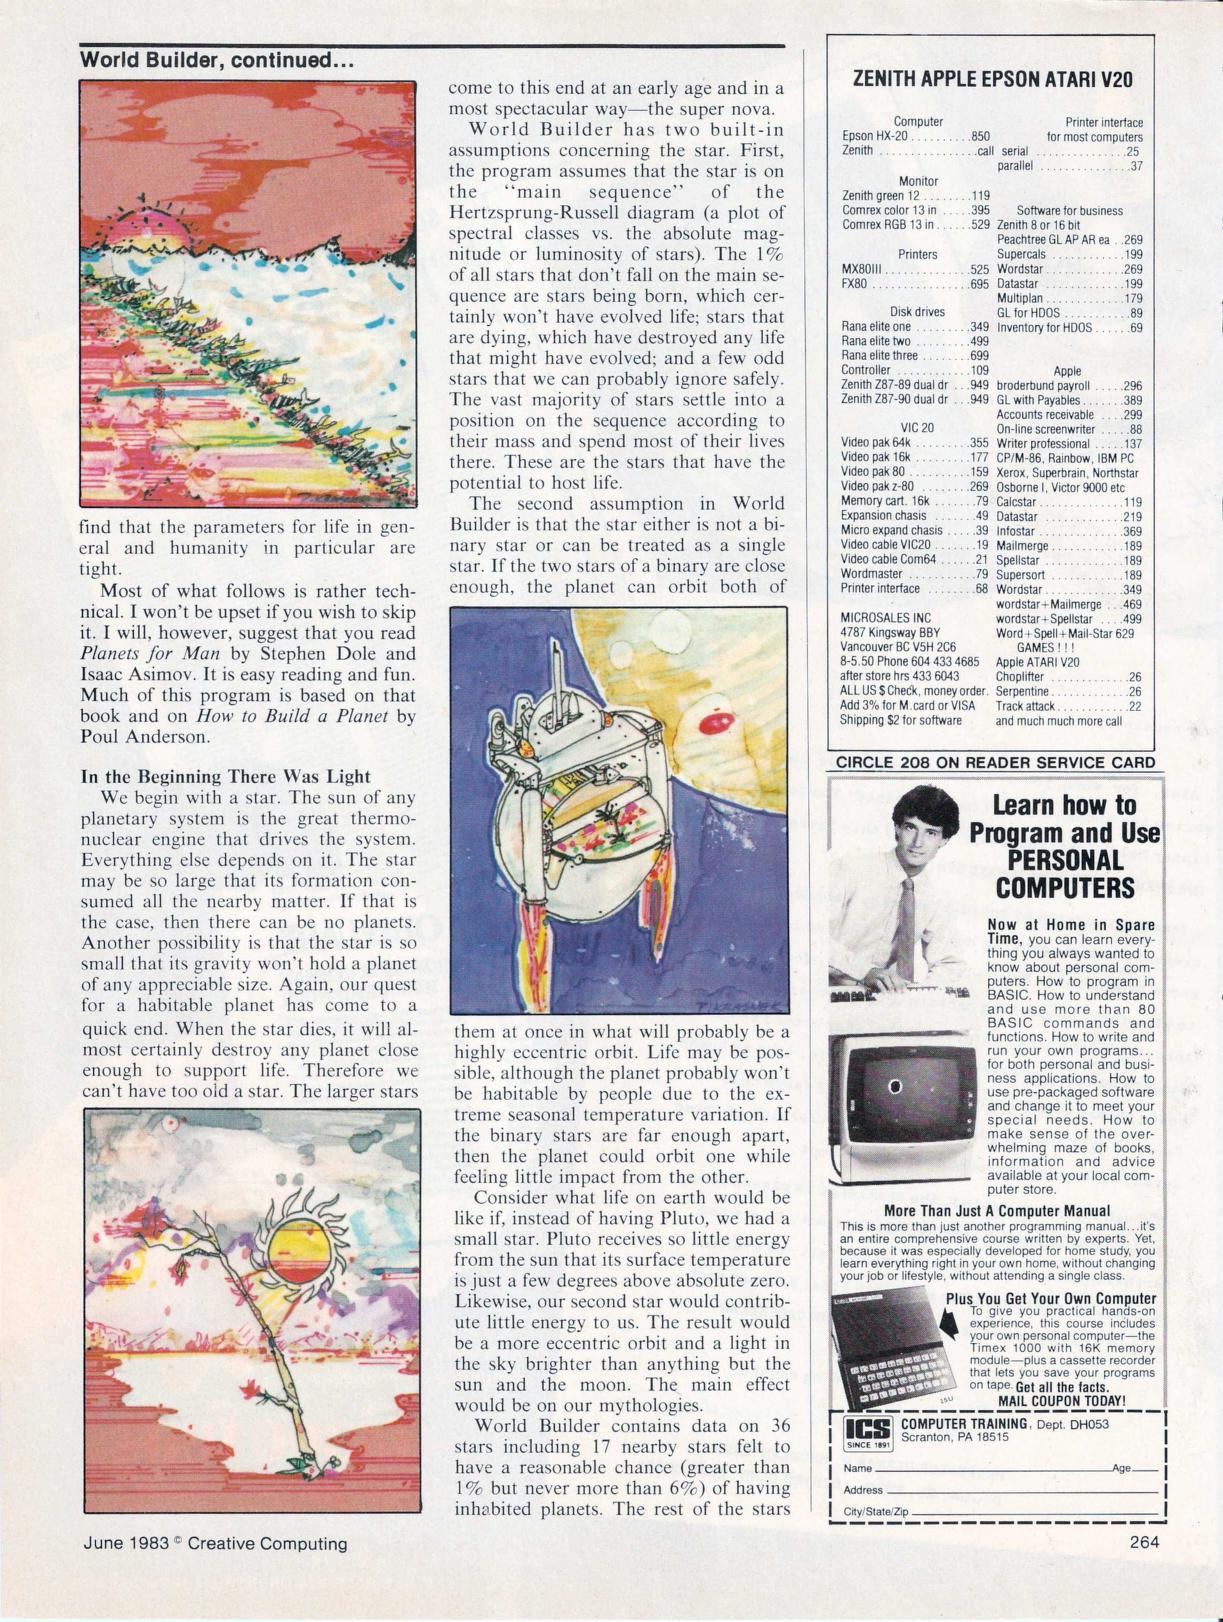 World Builder, continued...
find that the parameters for life in gen-
eral and humanity in particular are
tight.
Most of what follows is rather tech-
nical. I won't be upset if you wish to skip
it. I will, however, suggest that you read
Planets for Man by Stephen Dole and
Isaac Asimov. It is easy reading and fun.
Much of this program is based on that
book and on How to Build a Planet by
Poul Anderson.
In the Beginning There Was Light
We begin with a star. The sun of any
planetary system is the great thermo-
nuclear engine that drives the system.
Everything else depends on it. The star
may be so large that its formation con-
sumed all the nearby matter. If that is
the case, then there can be no planets.
Another possibility is that the star is so
small that its gravity won't hold a planet
of any appreciable size. Again, our quest
for a habitable planet has come to a
quick end. When the star dies, it will al-
most certainly destroy any planet close
enough to support life. Therefore we
can't have too old a star. The larger stars
come to this end at an early age and in a
most spectacular way—the super nova.
World Builder has two built-in
assumptions concerning the star. First,
the program assumes that the star is on
the "main sequence" of the
Hertzsprung-Russell diagram (a plot of
spectral classes vs. the absolute mag-
nitude or luminosity of stars). The 1%
of all stars that don't fall on the main se-
quence are stars being born, which cer-
tainly won't have evolved life; stars that
are dying, which have destroyed any life
that might have evolved; and a few odd
stars that we can probably ignore safely.
The vast majority of stars settle into a
position on the sequence according to
their mass and spend most of their lives
there. These are the stars that have the
potential to host life.
The second assumption in World
Builder is that the star either is not a bi-
nary star or can be treated as a single
star. If the two stars of a binary are close
enough, the planet can orbit both of
P.KRASNER
them at once in what will probably be a
highly eccentric orbit. Life may be pos-
sible, although the planet probably won't
be habitable by people due to the ex-
treme seasonal temperature variation. If
the binary stars are far enough apart,
then the planet could orbit one while
feeling little impact from the other.
Consider what life on earth would be
like if, instead of having Pluto, we had a
small star. Pluto receives so little energy
from the sun that its surface temperature
is just a few degrees above absolute zero.
Likewise, our second star would contrib-
ute little energy to us. The result would
be a more eccentric orbit and a light in
the sky brighter than anything but the
sun and the moon. The main effect
would be on our mythologies.
World Builder contains data on 36
stars including 17 nearby stars felt to
have a reasonable chance (greater than
1% but never more than 6%) of having
inhabited planets. The rest of the stars
ZENITH APPLE EPSON ATARI V20
Computer
Epson HX-20 ..........850
Zenith ................call
Monitor
Zenith green 12 ........119
Comrex color 13 in .....395
Comrex RGB 13 in ......529
Printers
MX80III ..............525
FX80 ................695
Disk drives
Rana elite one .........349
Rana elite two .........499
Rana elite three ........699
Controller ............109
Zenith Z87-89 dual dr ...949
Zenith Z87-90 dual dr ...949
VIC 20
Video pak 64k .........355
Video pak 16k .........177
Video pak 80 ..........159
Video pak z-80 ........269
Memory cart. 16k .......79
Expansion chasis .......49
Micro expand chasis .....39
Video cable VIC20 .......19
Video cable Com64 ......21
Wordmaster ...........79
Printer interface ........68
MICROSALES INC
4787 Kingsway BBY
Vancouver BC V5H 2C6
8-5.50 Phone 604 433 4685
after store hrs 433 6043
ALL US $ Check, money order.
Add 3% for M.card or VISA
Shipping $2 for software
Printer interface
for most computers
serial ...............25
parallel ...............37
Software for business
Zenith 8 or 16 bit
Peachtree GL AP AR ea ..269
Supercals ............199
Wordstar .............269
Datastar .............199
Multiplan .............179
GL for HDOS ...........89
Inventory for HDOS ......69
Apple
broderbund payroll .....296
GL with Payables .......389
Accounts receivable ....299
On-line screenwriter .....88
Writer professional .....137
CP/M-86, Rainbow, IBM PC
Xerox, Superbrain, Northstar
Osborne I, Victor 9000 etc
Calcstar ..............119
Datastar .............219
Infostar ..............369
Mailmerge ............189
Spellstar .............189
Supersort ............189
Wordstar .............349
wordstar+Mailmerge ...469
wordstar+Spellstar ....499
Word+Spell+Mail-Star 629
GAMES ! ! !
Apple ATARI V20
Choplifter .............26
Serpentine ............26
Track attack ...........22
and much much more call
CIRCLE 208 ON READER SERVICE CARD
Learn how to
Program and Use
PERSONAL
COMPUTERS
Now at Home in Spare
Time, you can learn every-
thing you always wanted to
know about personal com-
puters. How to program in
BASIC. How to understand
and use more than 80
BASIC commands and
functions. How to write and
run your own programs...
for both personal and busi-
ness applications. How to
use pre-packaged software
and change it to meet your
special needs. How to
make sense of the over-
whelming maze of books,
information and advice
available at your local com-
puter store.
More Than Just A Computer Manual
This is more than just another programming manual...it's
an entire comprehensive course written by experts. Yet,
because it was especially developed for home study, you
learn everything right in your own home, without changing
your job or lifestyle, without attending a single class.
Plus You Get Your Own Computer
To give you practical hands-on
experience, this course includes
your own personal computer—the
Timex 1000 with 16K memory
module—plus a cassette recorder
that lets you save your programs
on tape. Get all the facts.
MAIL COUPON TODAY!
ICS
SINCE 1891
COMPUTER TRAINING, Dept. DH053
Scranton, PA 18515
Name Age
Address
City/State/Zip
June 1983 © Creative Computing
264